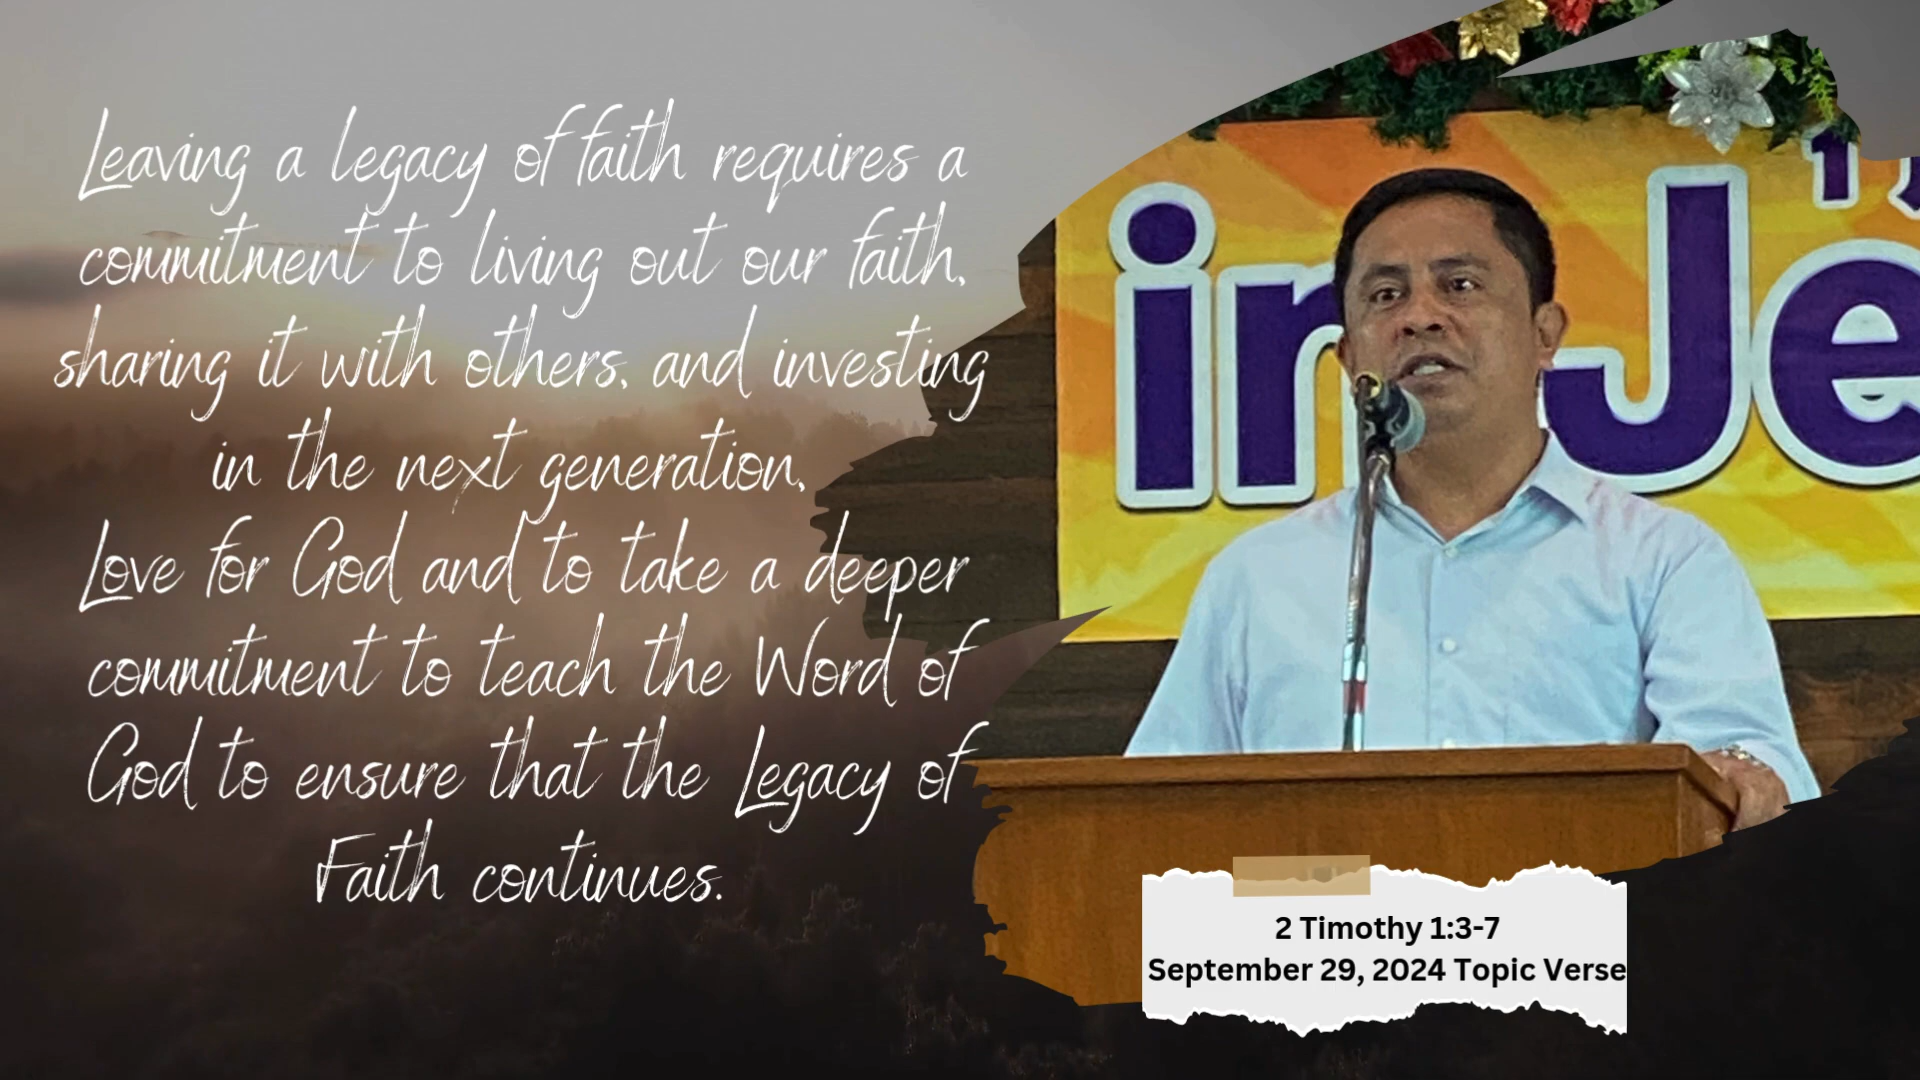 Leaving a legacy of faith requires a
commitment to living out our faith,
sharing it with others, and investing
in the next generation,
Love for God and to take a deeper
commitment to teach the Word of
God to ensure that the Legacy of
Faith continues.
in Je
2 Timothy 1:3-7
September 29, 2024 Topic Verse